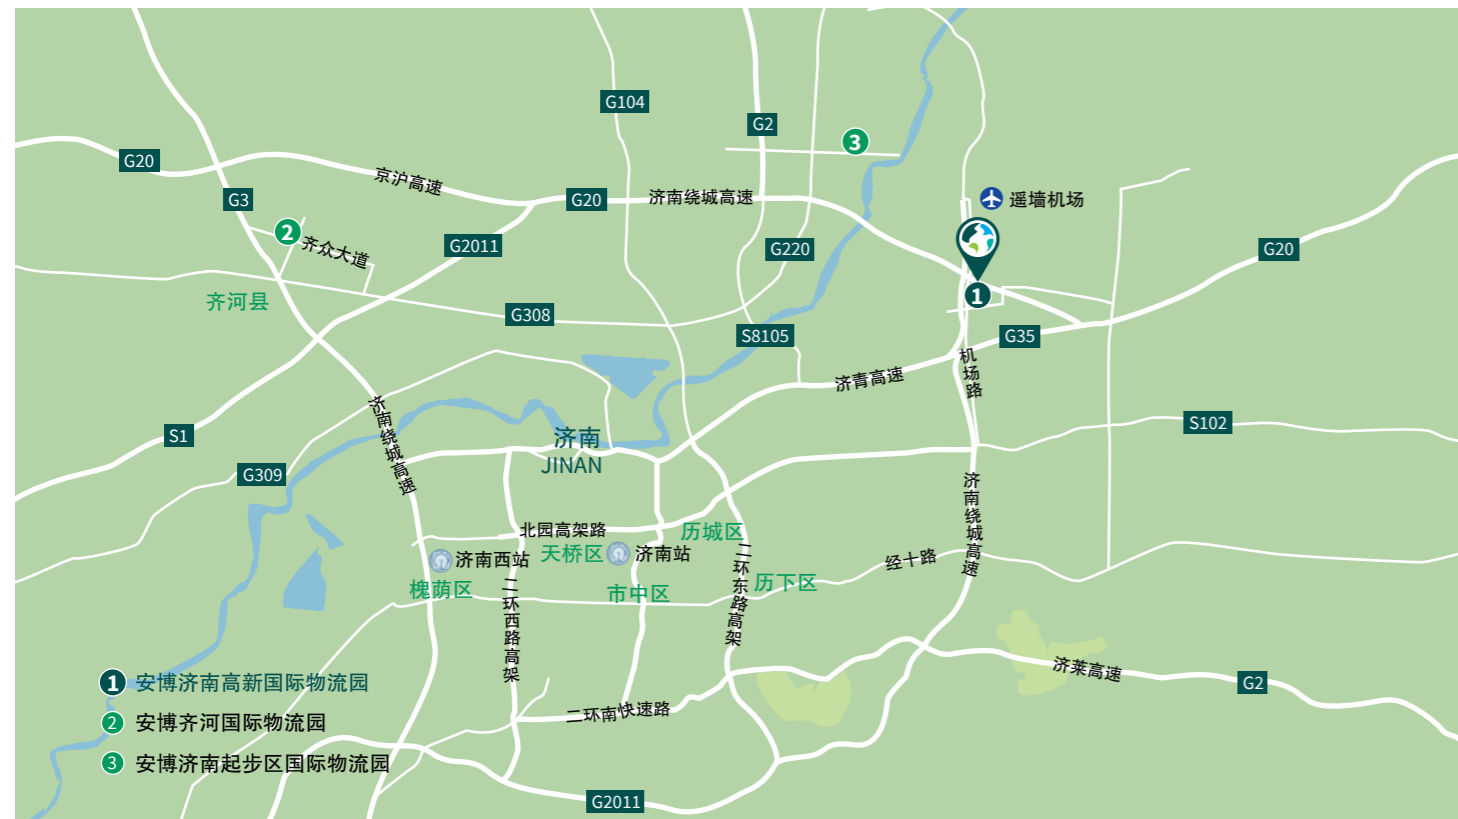 G104
G2
3
G20
京沪高速
G3
G20
济南绕城高速
遥墙机场
2
齐众大道
G2011
G220
G20
齐河县
1
G308
S8105
G35
机场路
济青高速
济南绕城高速
S1
济南
JINAN
S102
G309
济南绕城高速
北园高架路
历城区
济南西站
天桥区
济南站
二环东路高架
经十路
槐荫区
二环西路高架
市中区
历下区
济莱高速
1 安博济南高新国际物流园
G2
二环南快速路
2 安博齐河国际物流园
3 安博济南起步区国际物流园
G2011